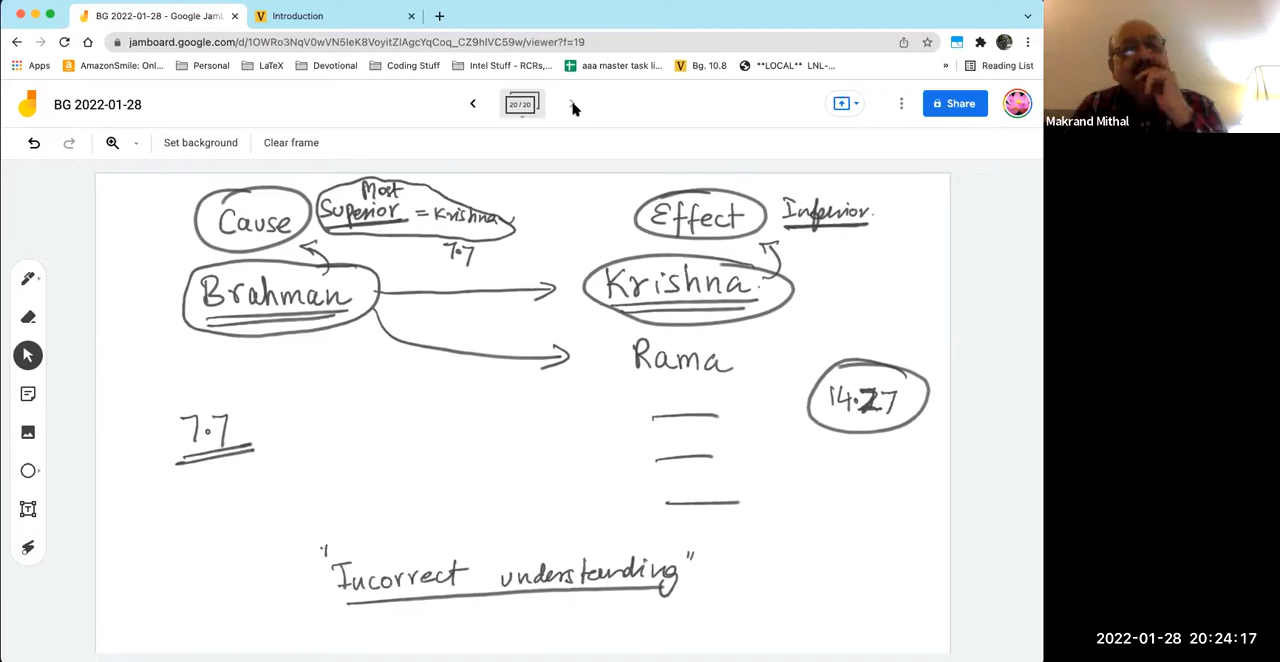 BG 2022-01-28 - Google Jam
Introduction
jamboard.google.com/d/1OWRo3NqV0wVN5IeK8VoyitZIAgcYqCoq_CZ9hIVC59w/viewer?f=19
Apps
AmazonSmile: Onl...
Personal
LaTeX
Devotional
Coding Stuff
Intel Stuff - RCRs,...
aaa master task li...
Bg. 10.8
**LOCAL** LNL-...
»
Reading List
BG 2022-01-28
20/20
Share
Set background
Clear frame
Makrand Mithal
Most
Cause
Superior = Krishna
Effect
Inferior.
7.7
Brahman
Krishna.
Rama
14.27
7.7
"Incorrect understanding"
2022-01-28 20:24:17